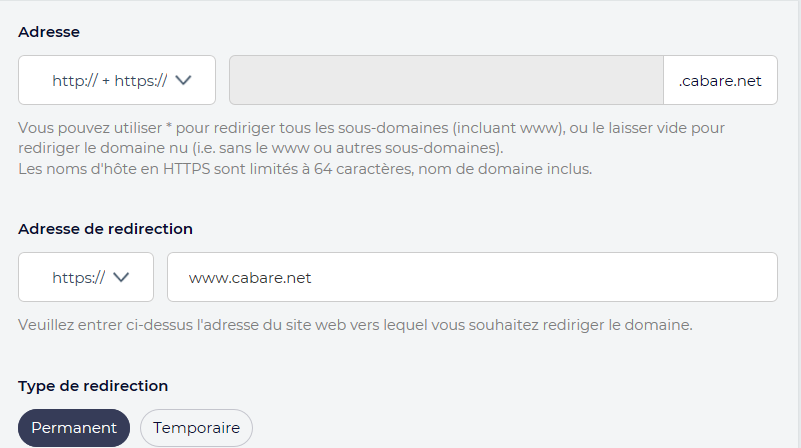 Adresse
http:// + https://
.cabare.net
Vous pouvez utiliser * pour rediriger tous les sous-domaines (incluant www), ou le laisser vide pour
rediriger le domaine nu (i.e. sans le www ou autres sous-domaines).
Les noms d'hôte en HTTPS sont limités à 64 caractères, nom de domaine inclus.
Adresse de redirection
https://
www.cabare.net
Veuillez entrer ci-dessus l'adresse du site web vers lequel vous souhaitez rediriger le domaine.
Type de redirection
Permanent
Temporaire